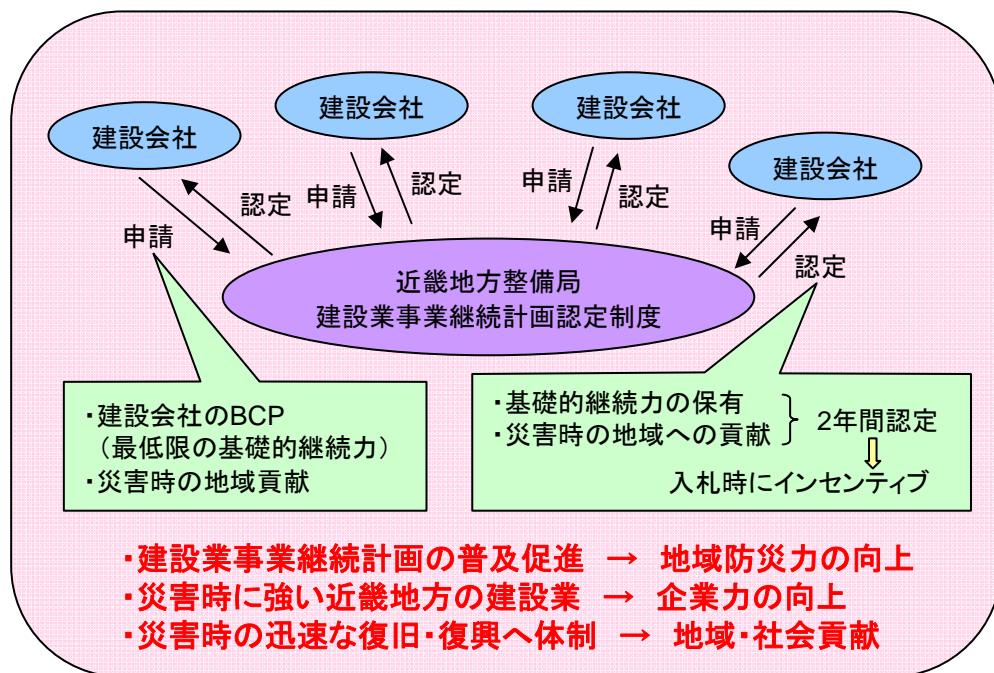 建設会社
建設会社
建設会社
建設会社
申請
認定
申請
認定
申請
認定
申請
認定
近畿地方整備局
建設業事業継続計画認定制度
・建設会社のBCP
（最低限の基礎的継続力）
・災害時の地域貢献
・基礎的継続力の保有
・災害時の地域への貢献
2年間認定
入札時にインセンティブ
・建設業事業継続計画の普及促進 → 地域防災力の向上
・災害時に強い近畿地方の建設業 → 企業力の向上
・災害時の迅速な復旧・復興へ体制 → 地域・社会貢献